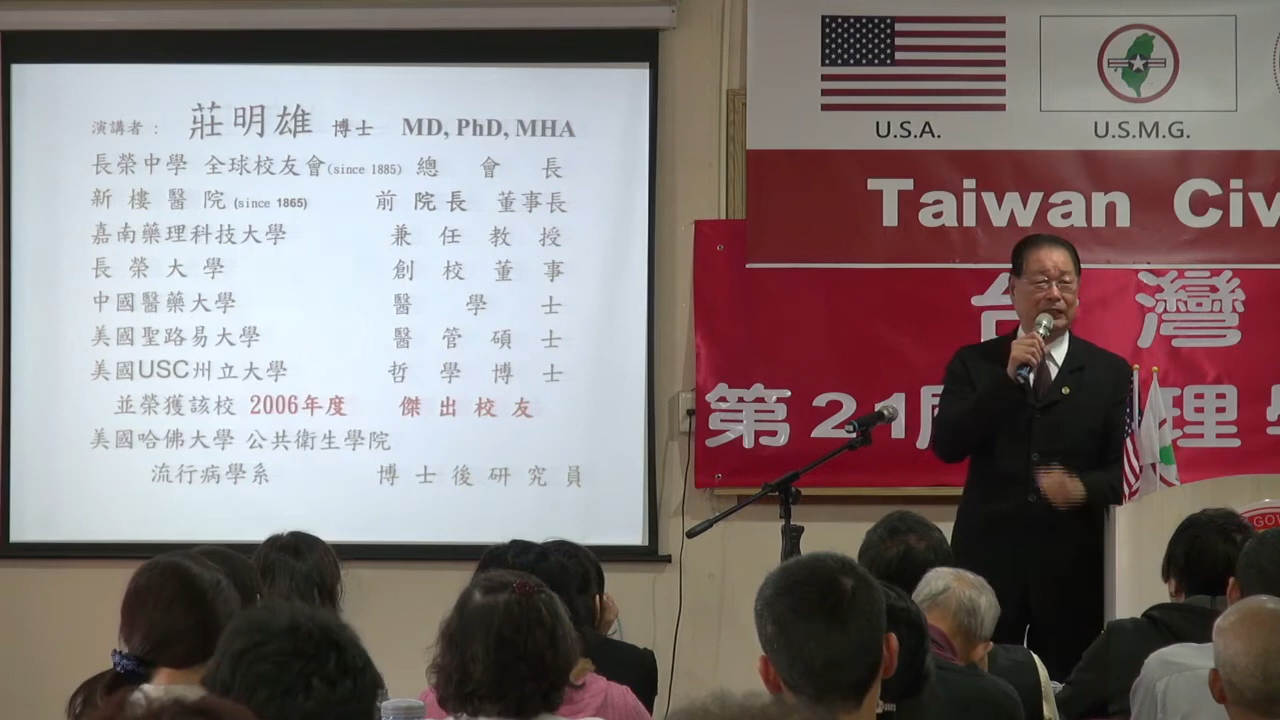 演講者： 莊明雄 博士 MD, PhD, MHA
長榮中學 全球校友會(since 1885) 總會長
新樓醫院 (since 1865) 前院長 董事長
嘉南藥理科技大學 兼任教授
長榮大學 創校董事
中國醫藥大學 醫學士
美國聖路易大學 醫管碩士
美國USC州立大學 哲學博士
並榮獲該校 2006年度 傑出校友
美國哈佛大學 公共衛生學院
流行病學系 博士後研究員
U.S.A.
U.S.M.G.
Taiwan Civ
台灣
第21屆 理學
GOV